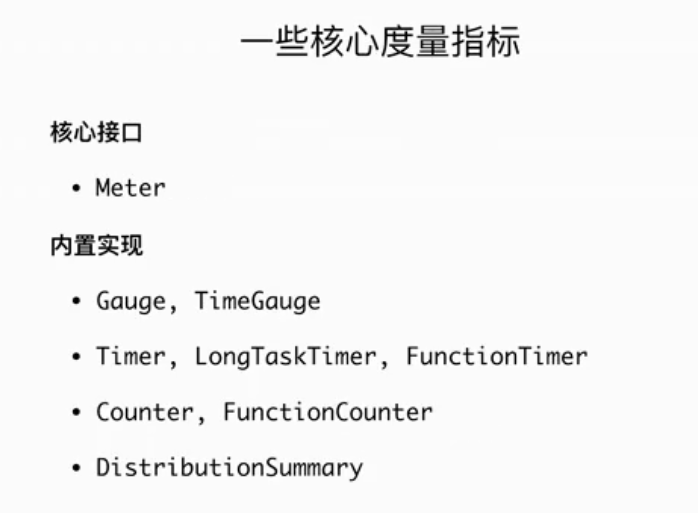 一些核心度量指标
核心接口
• Meter
内置实现
• Gauge, TimeGauge
• Timer, LongTaskTimer, FunctionTimer
• Counter, FunctionCounter
• DistributionSummary